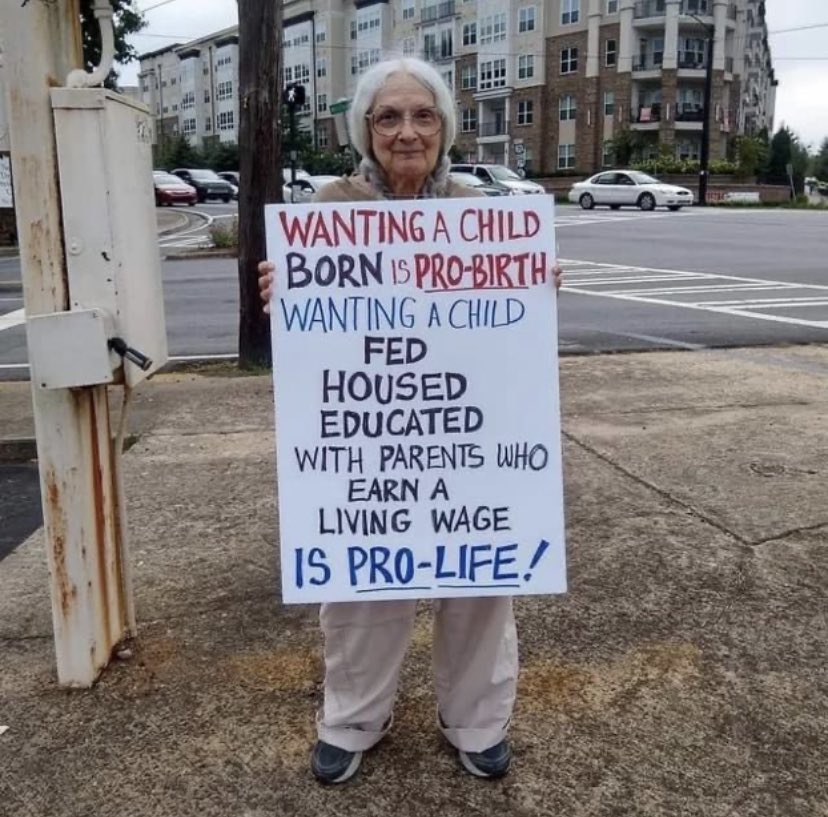 WANTING A CHILD
BORN IS PRO-BIRTH
WANTING A CHILD
FED
HOUSED
EDUCATED
WITH PARENTS WHO
EARN A
LIVING WAGE
IS PRO-LIFE!